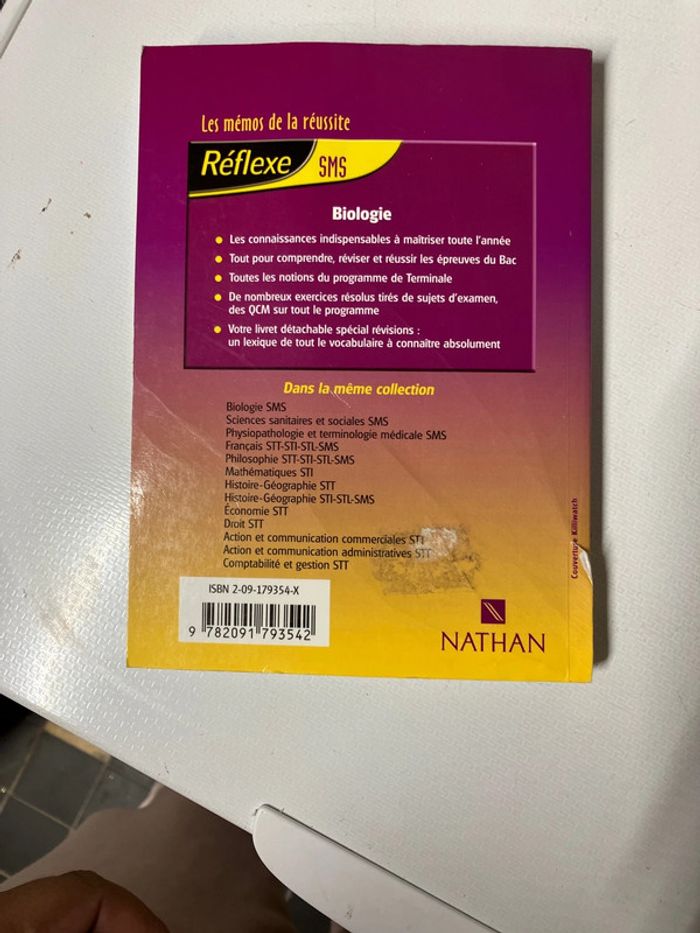 Les mémos de la réussite
Réflexe SMS
Biologie
Les connaissances indispensables à maîtriser toute l'année
Tout pour comprendre, réviser et réussir les épreuves du Bac
Toutes les notions du programme de Terminale
De nombreux exercices résolus tirés de sujets d'examen,
des QCM sur tout le programme
Votre livret détachable spécial révisions :
un lexique de tout le vocabulaire à connaître absolument
Dans la même collection
Biologie SMS
Sciences sanitaires et sociales SMS
Physiopathologie et terminologie médicale SMS
Français STT-STI-STL-SMS
Philosophie STT-STI-STL-SMS
Mathématiques STI
Histoire-Géographie STT
Histoire-Géographie STI-STL-SMS
Économie STT
Droit STT
Action et communication commerciales STT
Action et communication administratives STT
Comptabilité et gestion STT
Couverture Killiwatch
ISBN 2-09-179354-X
9 782091 793542
NATHAN